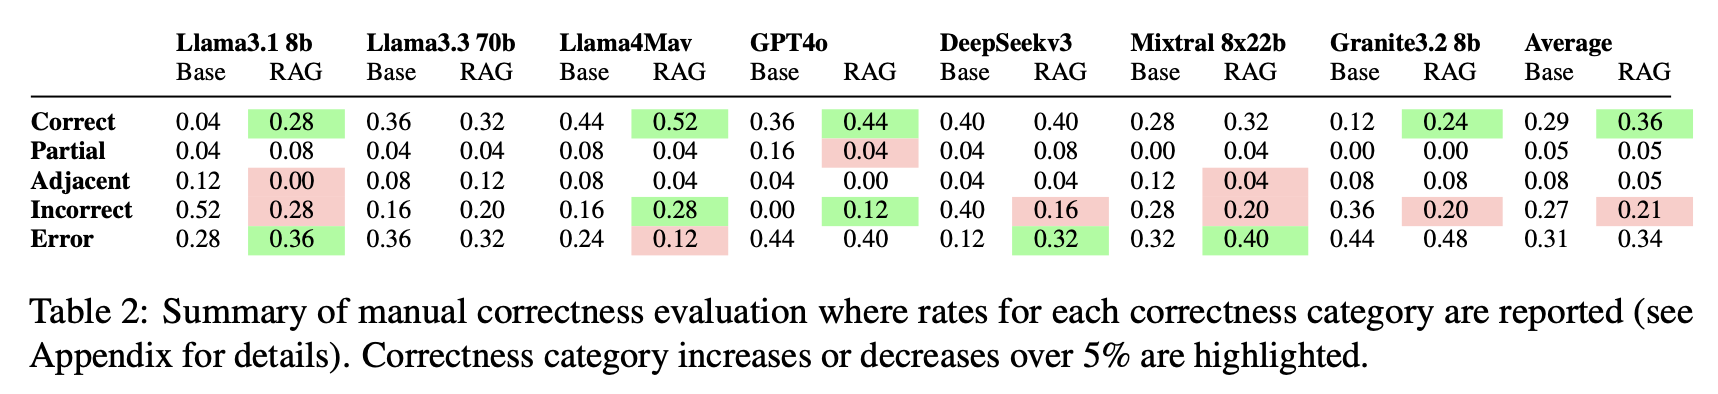 Llama3.1 8b Llama3.3 70b Llama4Mav GPT4o DeepSeekv3 Mixtral 8x22b Granite3.2 8b Average
Base RAG Base RAG Base RAG Base RAG Base RAG Base RAG Base RAG Base RAG
Correct 0.04 0.28 0.36 0.32 0.44 0.52 0.36 0.44 0.40 0.40 0.28 0.32 0.12 0.24 0.29 0.36
Partial 0.04 0.08 0.04 0.04 0.08 0.04 0.16 0.04 0.04 0.08 0.00 0.04 0.00 0.00 0.05 0.05
Adjacent 0.12 0.00 0.08 0.12 0.08 0.04 0.04 0.00 0.04 0.04 0.12 0.04 0.08 0.08 0.08 0.05
Incorrect 0.52 0.28 0.16 0.20 0.16 0.28 0.00 0.12 0.40 0.16 0.28 0.20 0.36 0.20 0.27 0.21
Error 0.28 0.36 0.36 0.32 0.24 0.12 0.44 0.40 0.12 0.32 0.32 0.40 0.44 0.48 0.31 0.34
Table 2: Summary of manual correctness evaluation where rates for each correctness category are reported (see
Appendix for details). Correctness category increases or decreases over 5% are highlighted.